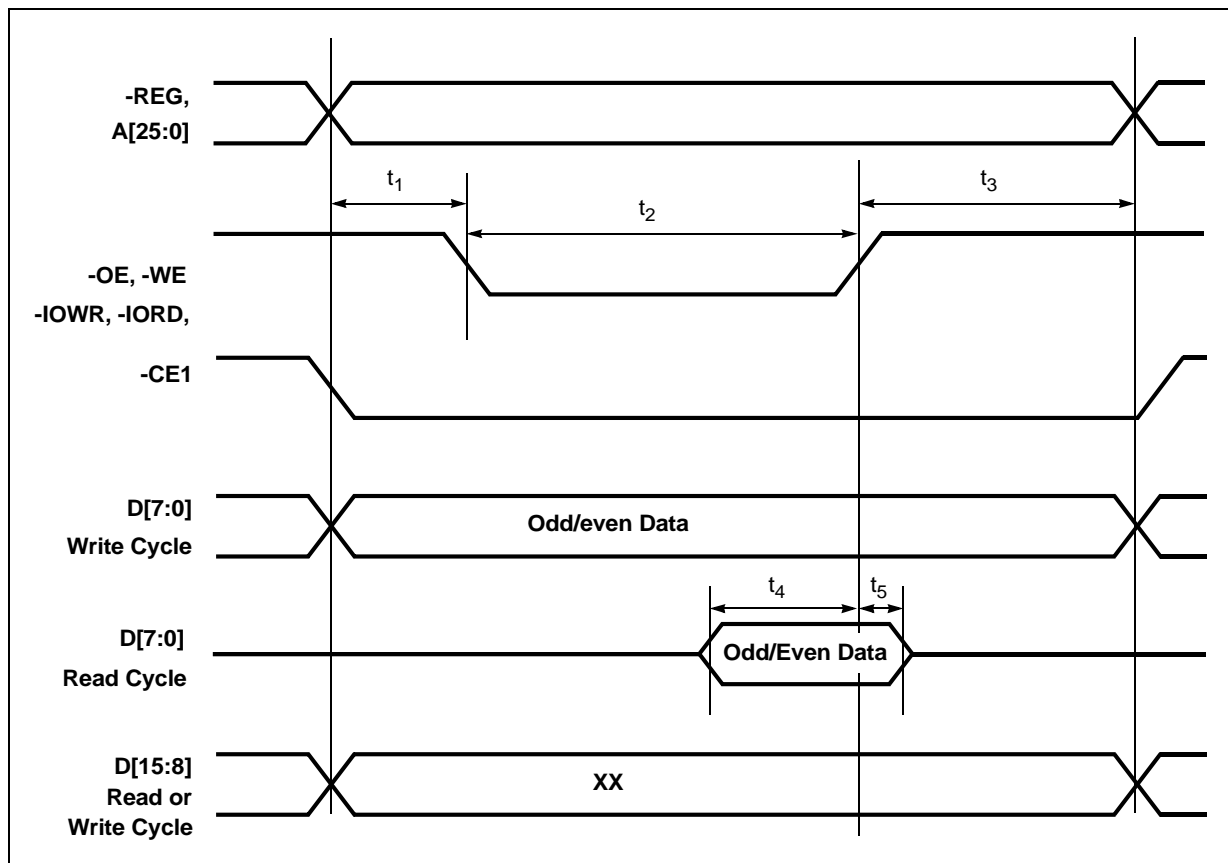 -REG,
A[25:0]
t1
t2
t3
-OE, -WE
-IOWR, -IORD,
-CE1
D[7:0]
Write Cycle
Odd/even Data
t4
t5
D[7:0]
Read Cycle
Odd/Even Data
D[15:8]
Read or
Write Cycle
XX